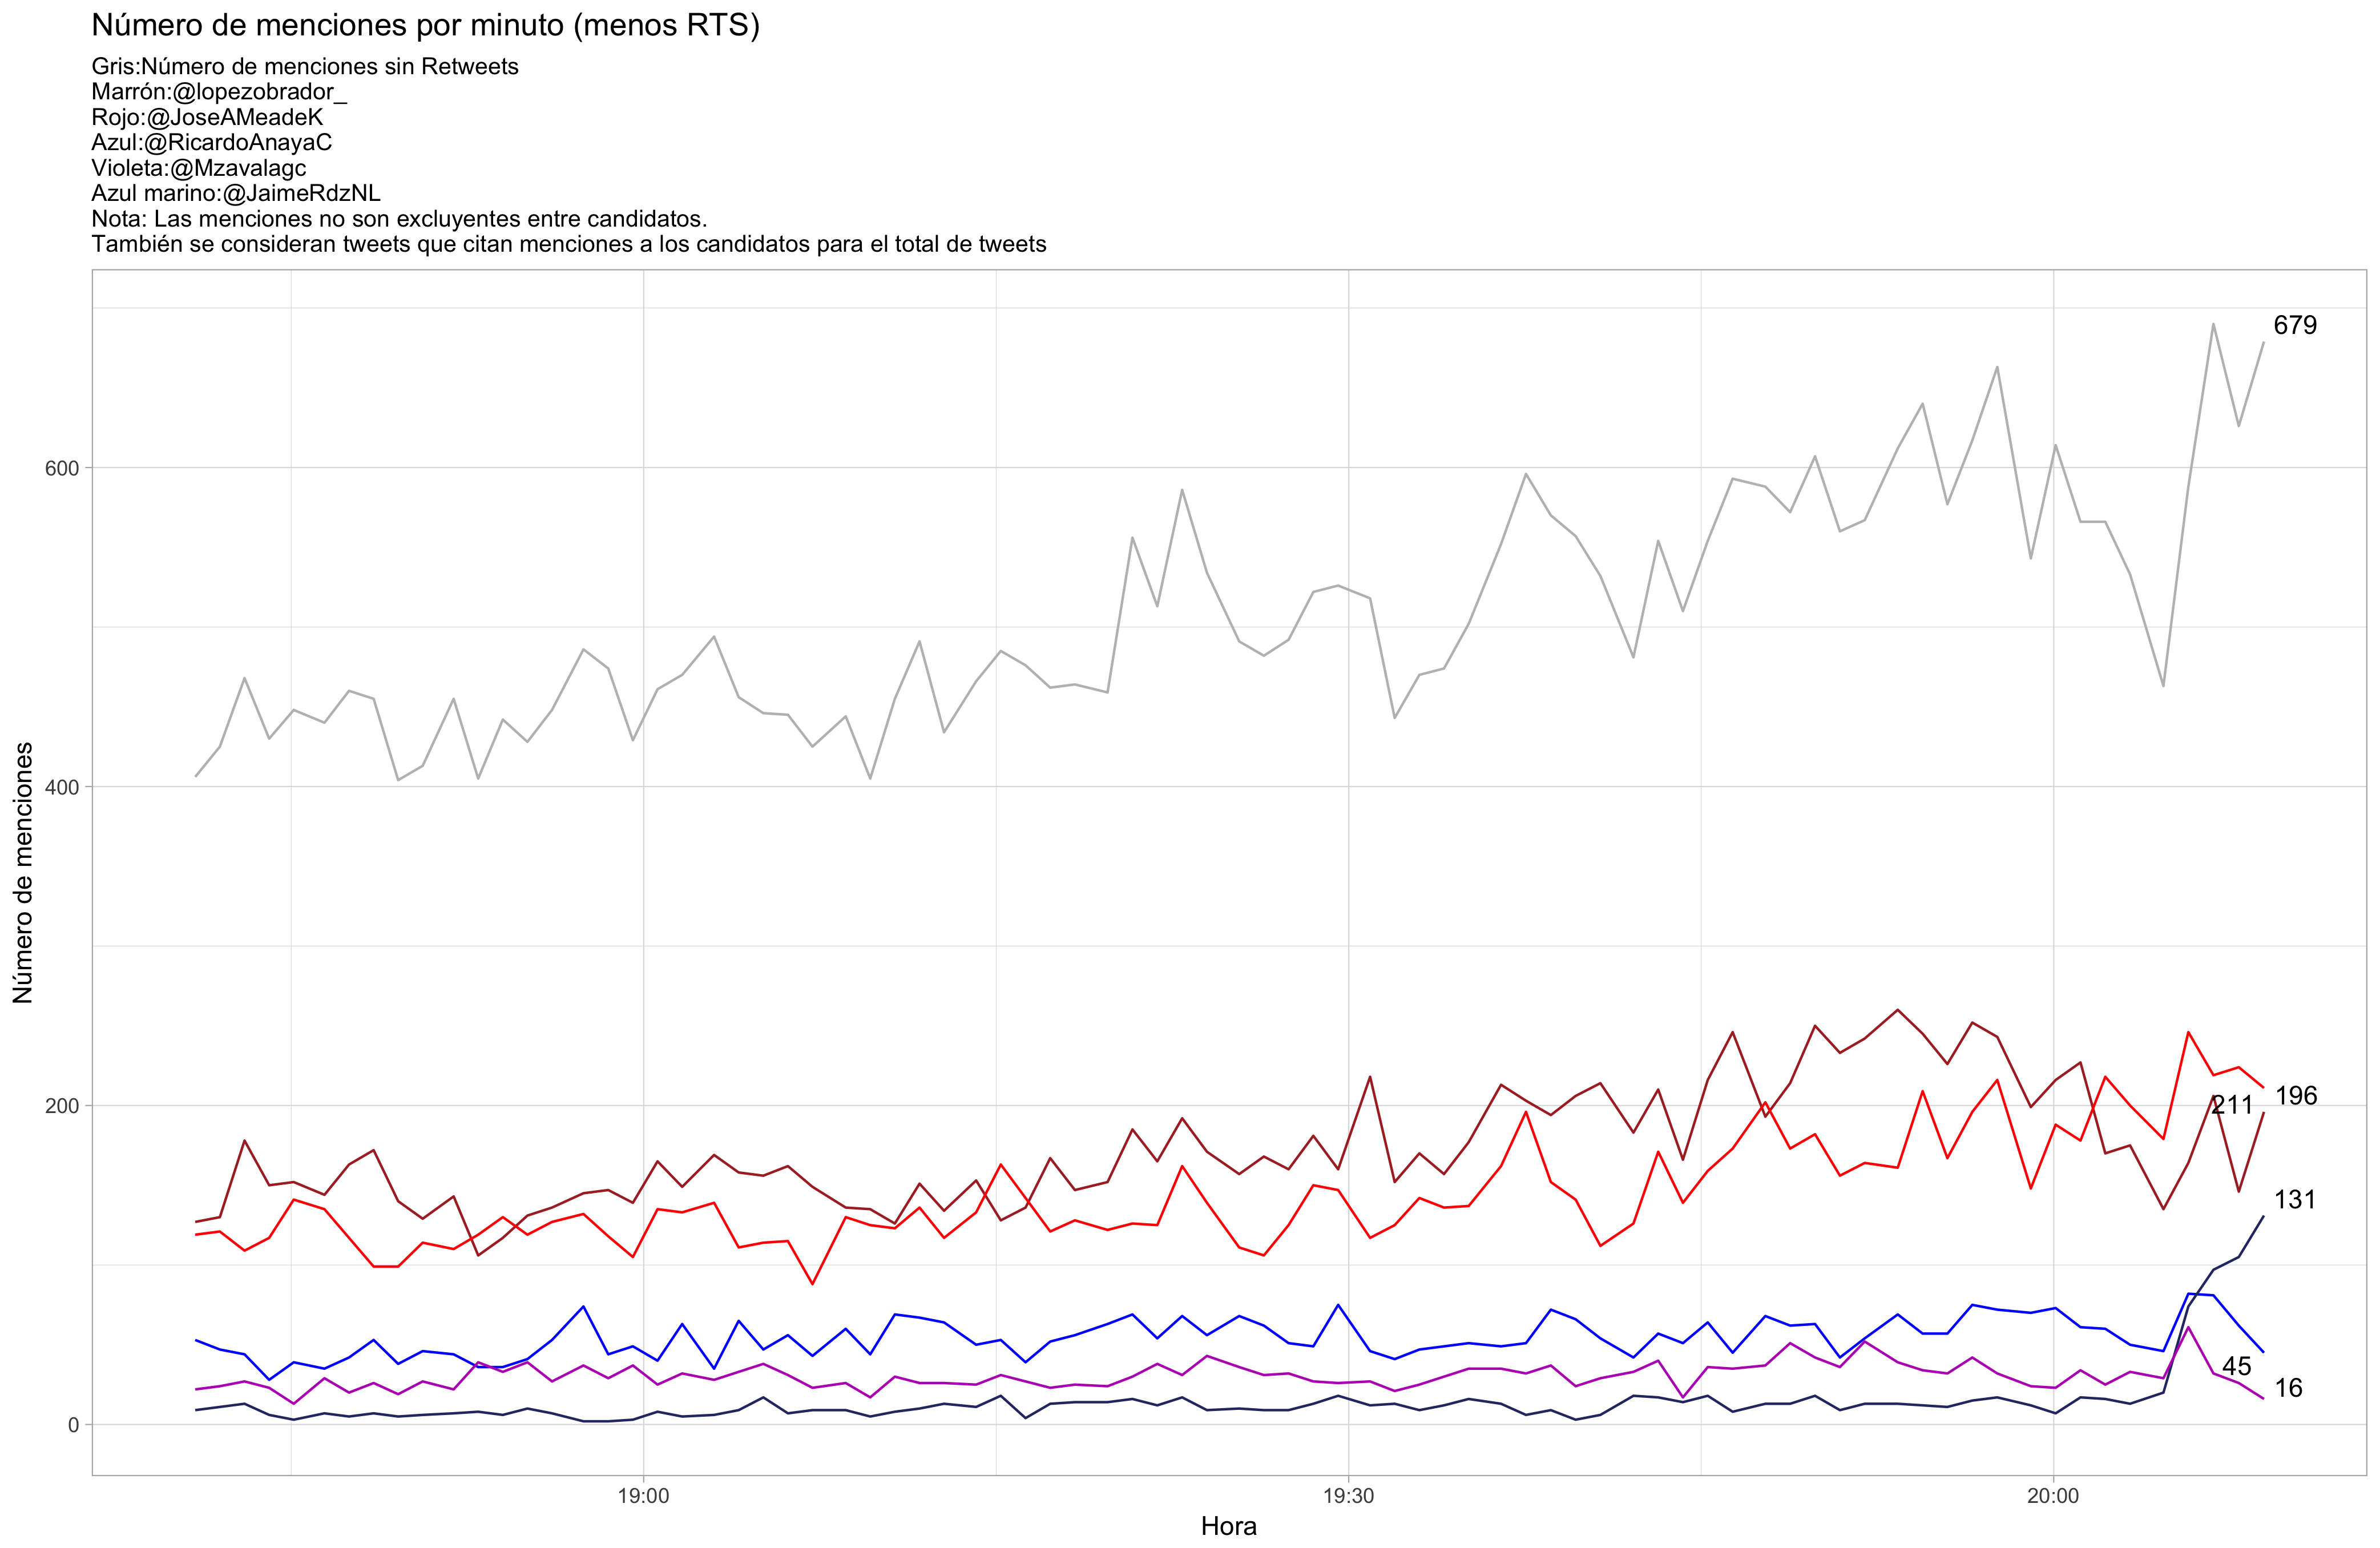 Número de menciones por minuto (menos RTS)
Gris:Número de menciones sin Retweets
Marrón:@lopezobrador_
Rojo:@JoseAMeadeK
Azul:@RicardoAnayaC
Violeta:@Mzavalagc
Azul marino:@JaimeRdzNL
Nota: Las menciones no son excluyentes entre candidatos.
También se consideran tweets que citan menciones a los candidatos para el total de tweets
679
600
Número de menciones
400
200
196
211
131
45
16
0
19:00
19:30
20:00
Hora